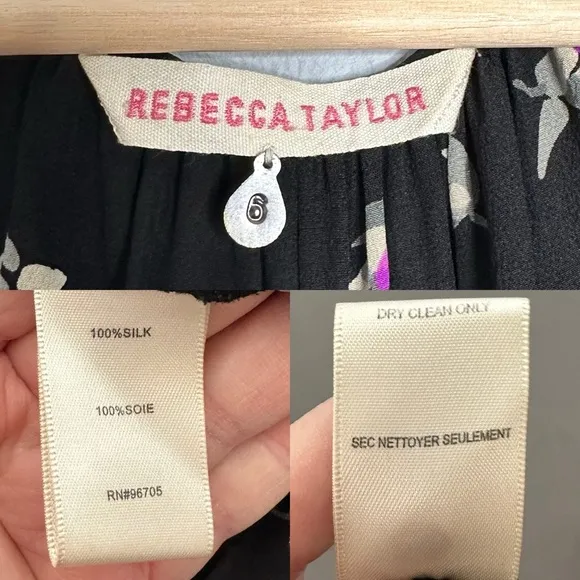 REBECCA TAYLOR
6
100%SILK
100%SOIE
RN#96705
DRY CLEAN ONLY
SEC NETTOYER SEULEMENT